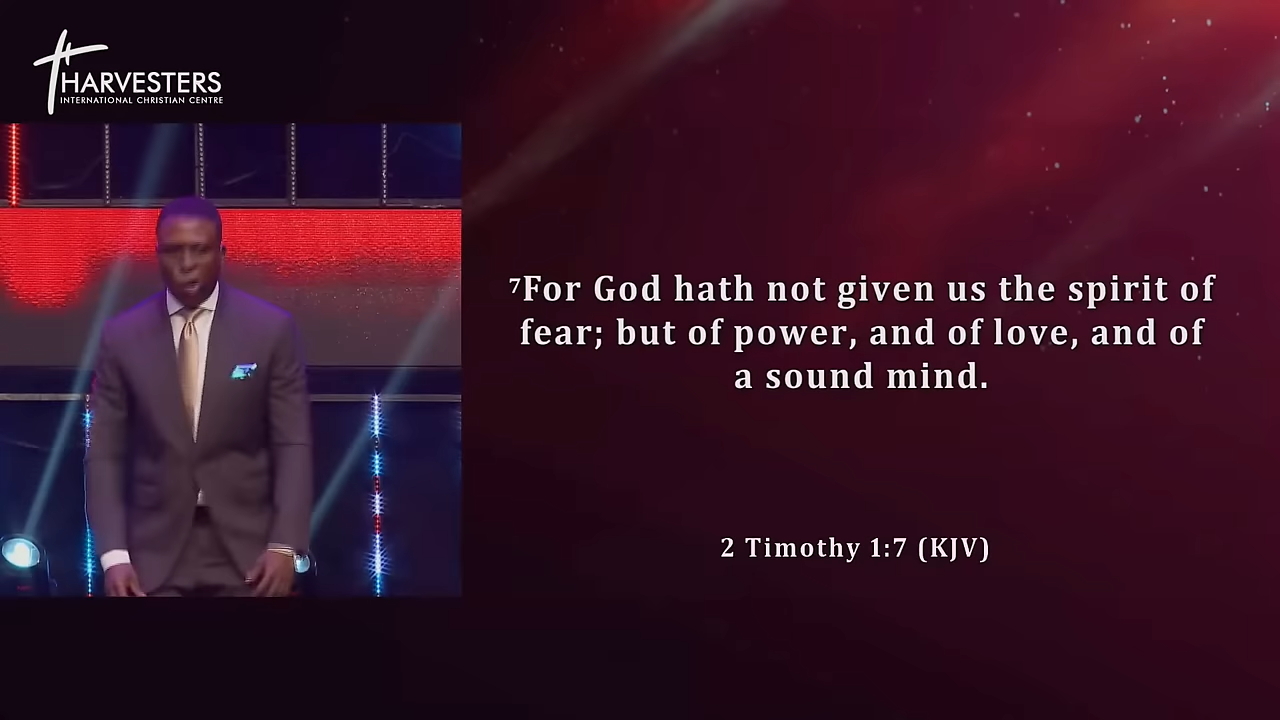 HARVESTERS
INTERNATIONAL CHRISTIAN CENTRE
⁷For God hath not given us the spirit of
fear; but of power, and of love, and of
a sound mind.
2 Timothy 1:7 (KJV)